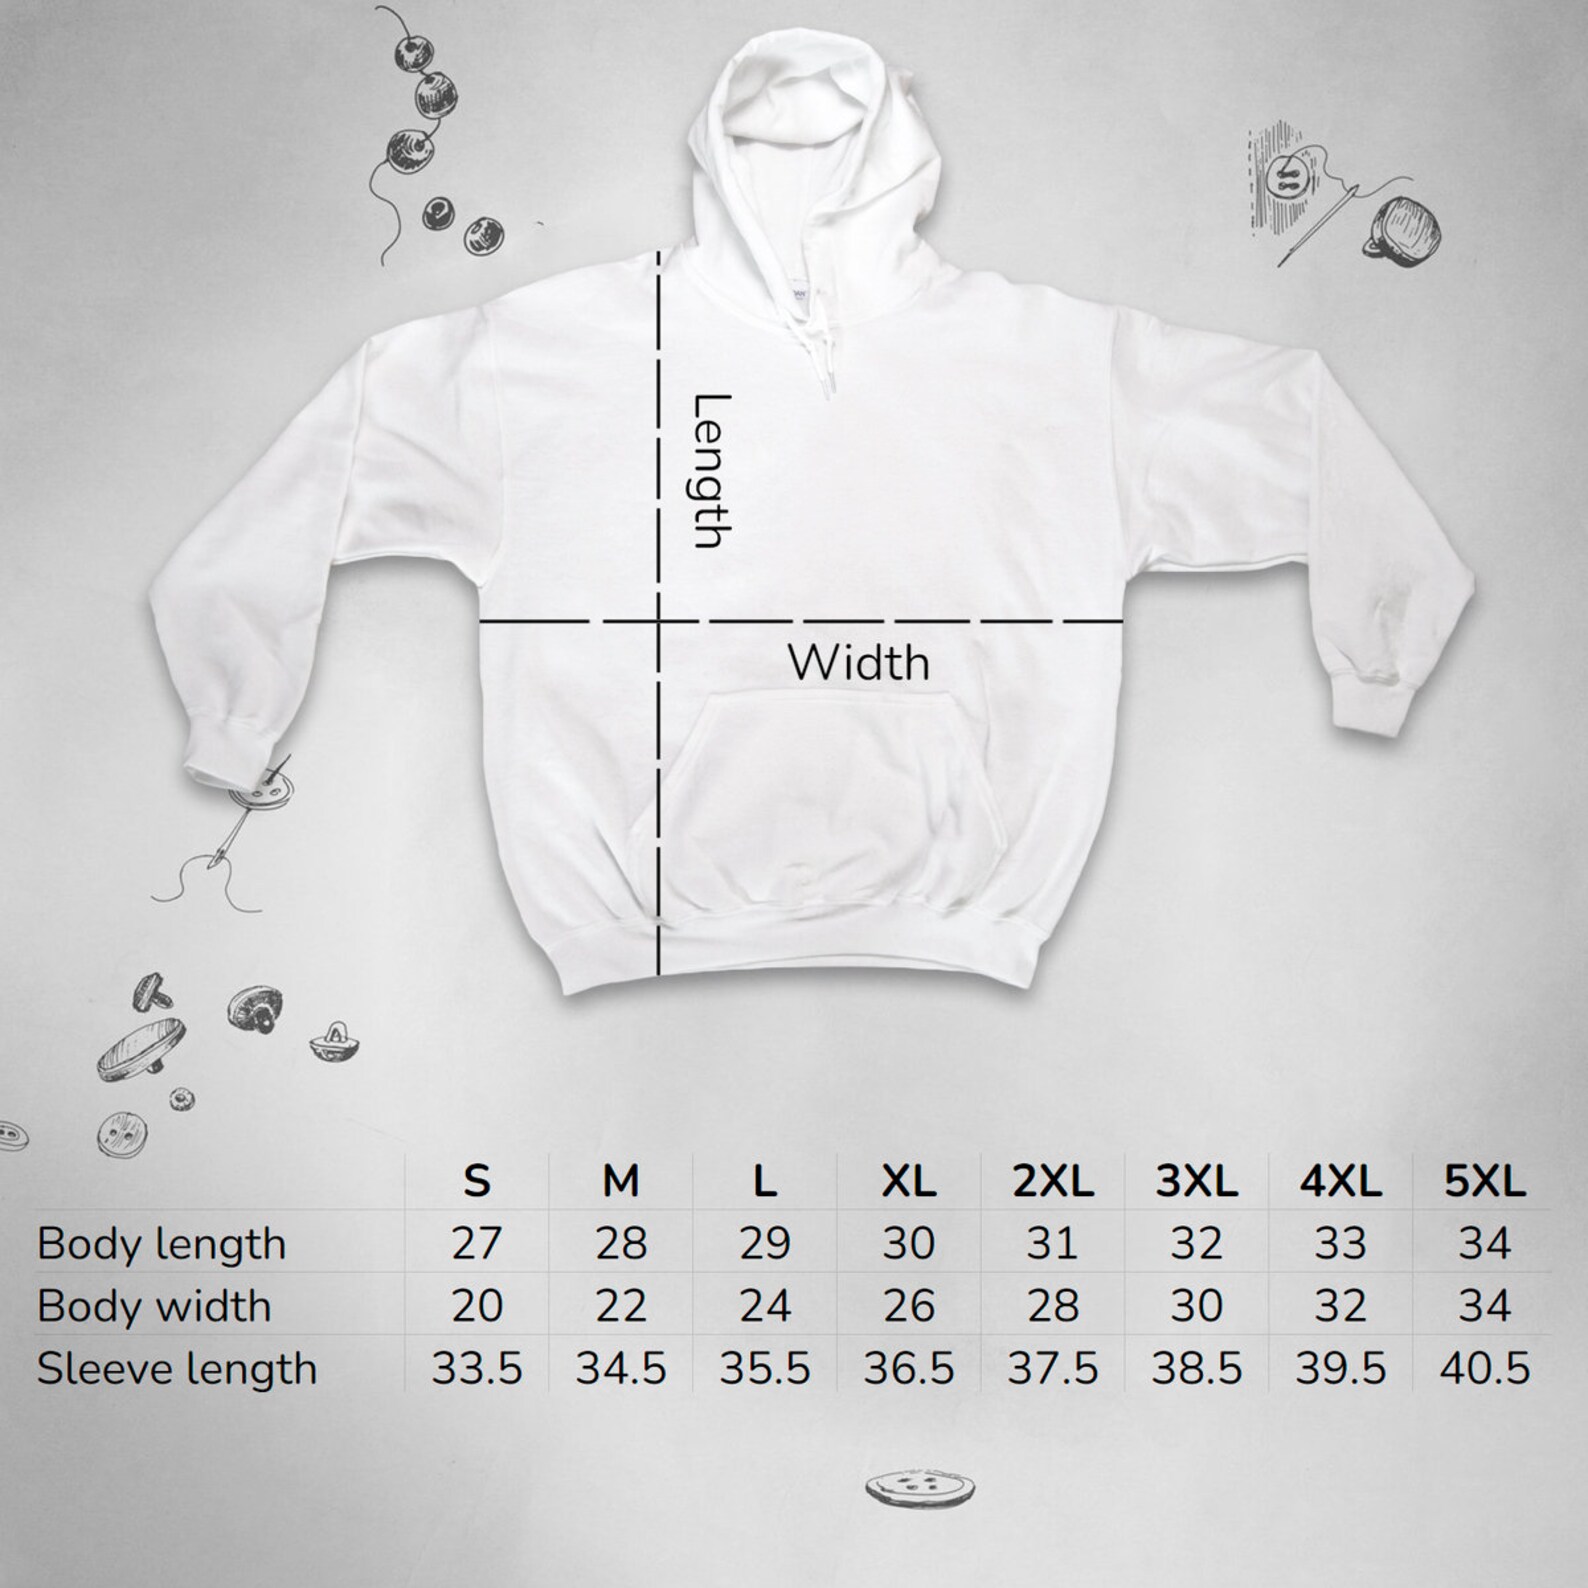 Length
Width
S M L XL 2XL 3XL 4XL 5XL
Body length 27 28 29 30 31 32 33 34
Body width 20 22 24 26 28 30 32 34
Sleeve length 33.5 34.5 35.5 36.5 37.5 38.5 39.5 40.5